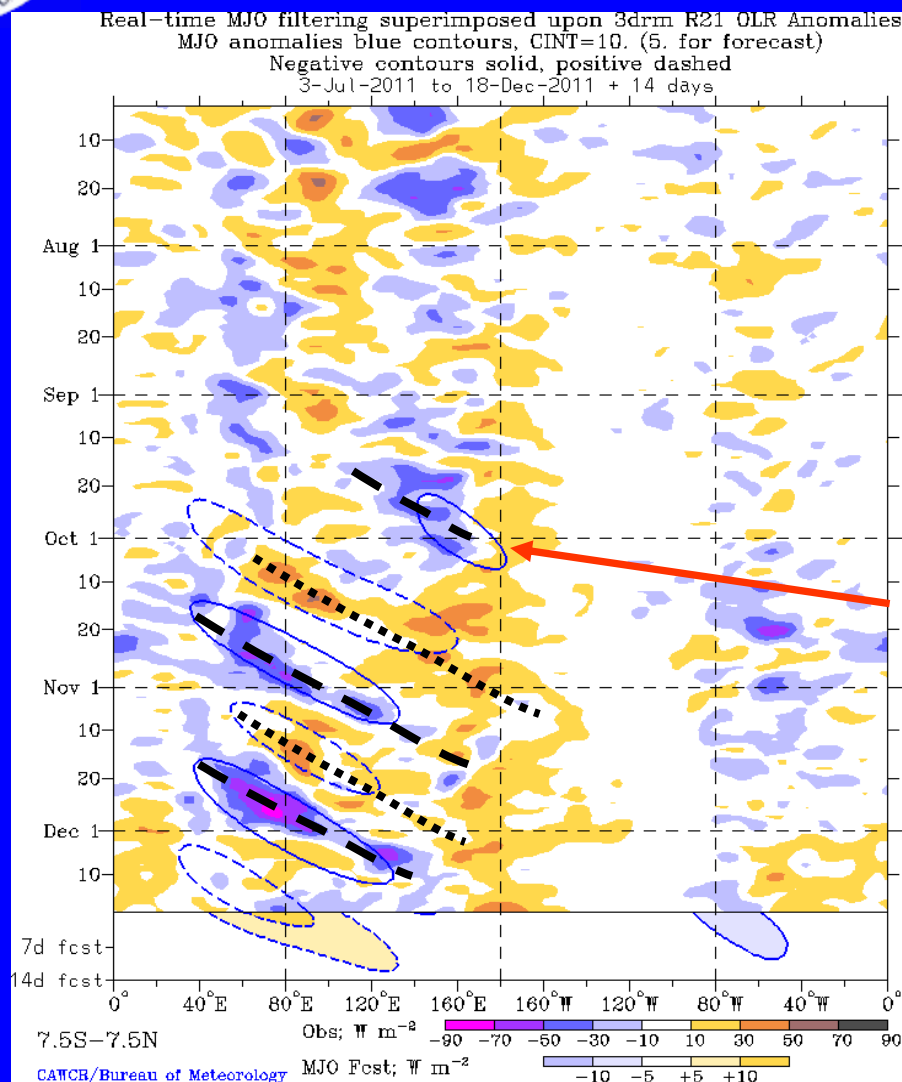 Real-time MJO filtering superimposed upon 3drm R21 OLR Anomalies
MJO anomalies blue contours, CINT=10. (5. for forecast)
Negative contours solid, positive dashed
3-Jul-2011 to 18-Dec-2011 + 14 days
10
20
Aug 1
10
20
Sep 1
10
20
Oct 1
10
20
Nov 1
10
20
Dec 1
10
7d fcst
14d fcst
0° 40°E 80°E 120°E 160°E 160°W 120°W 80°W 40°W 0°
7.5S-7.5N
Obs; W m⁻²
-90 -70 -50 -30 -10 10 30 50 70 90
CAWCR/Bureau of Meteorology
MJO Fcst; W m⁻²
-10 -5 +5 +10